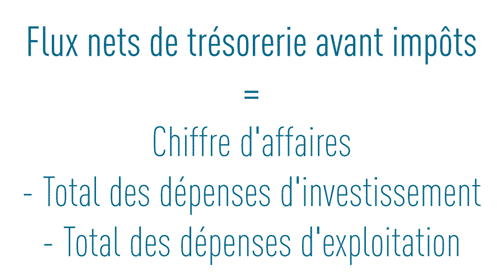 Flux nets de trésorerie avant impôts
=
Chiffre d'affaires
- Total des dépenses d'investissement
- Total des dépenses d'exploitation